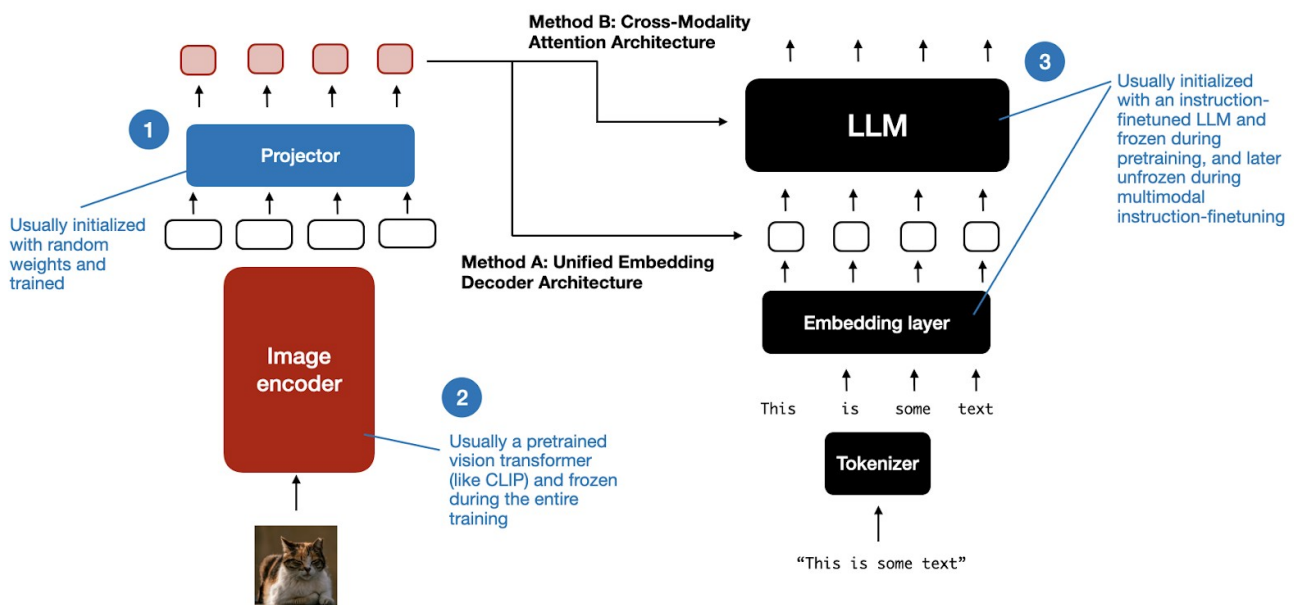 Method B: Cross-Modality
Attention Architecture
1
Projector
Usually initialized
with random
weights and
trained
Image
encoder
2
Usually a pretrained
vision transformer
(like CLIP) and frozen
during the entire
training
Method A: Unified Embedding
Decoder Architecture
LLM
3
Usually initialized
with an instruction-
finetuned LLM and
frozen during
pretraining, and later
unfrozen during
multimodal
instruction-finetuning
Embedding layer
This is some text
Tokenizer
“This is some text”